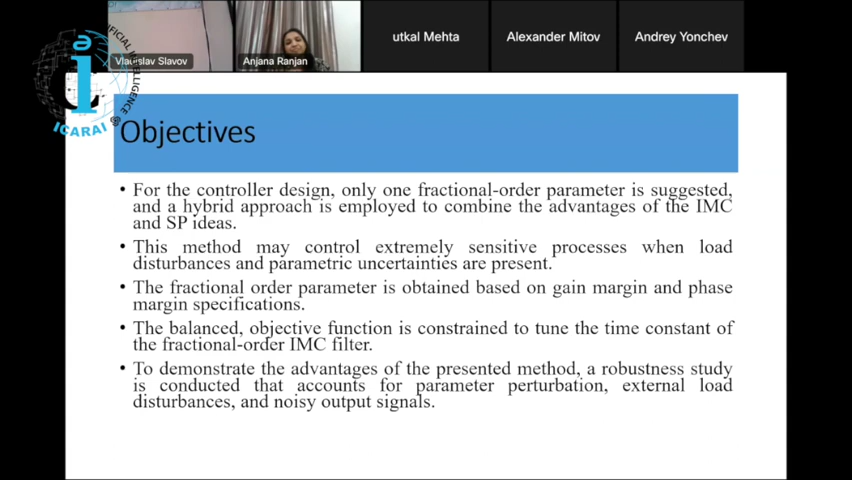 Vladislav Slavov
Anjana Ranjan
utkal Mehta
Alexander Mitov
Andrey Yonchev
ICARAI
Objectives
• For the controller design, only one fractional-order parameter is suggested,
and a hybrid approach is employed to combine the advantages of the IMC
and SP ideas.
• This method may control extremely sensitive processes when load
disturbances and parametric uncertainties are present.
• The fractional order parameter is obtained based on gain margin and phase
margin specifications.
• The balanced, objective function is constrained to tune the time constant of
the fractional-order IMC filter.
• To demonstrate the advantages of the presented method, a robustness study
is conducted that accounts for parameter perturbation, external load
disturbances, and noisy output signals.